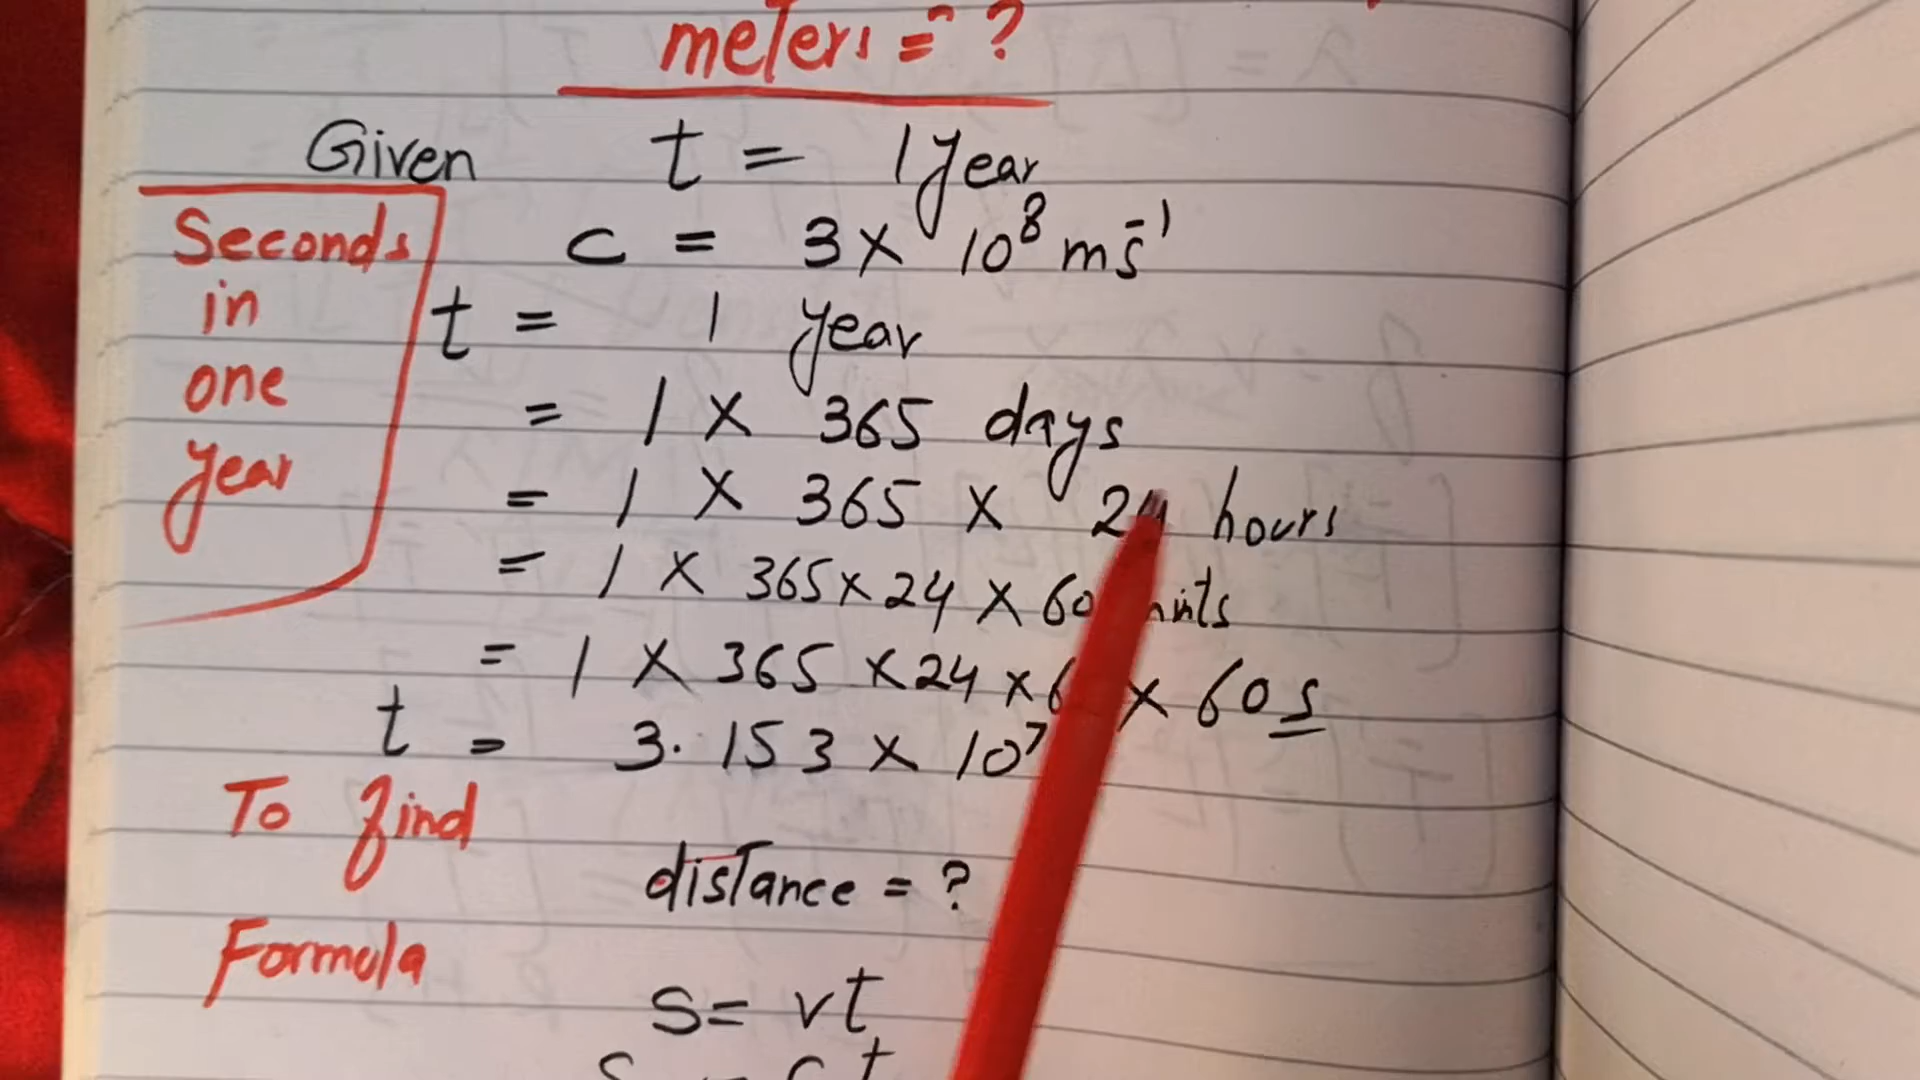 meters = ?
Given t = 1 year
Seconds in one year
c = 3 × 10⁸ ms⁻¹
t = 1 year
= 1 × 365 days
= 1 × 365 × 24 hours
= 1 × 365 × 24 × 60
= 1 × 365 × 24 × × 60 s
t = 3.153 × 10⁷
To find
distance = ?
Formula
S = vt